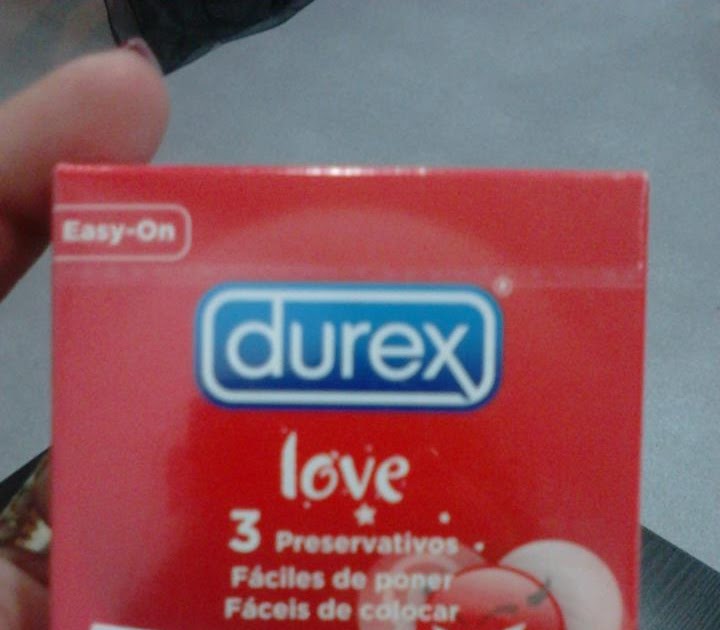 Easy-On
durex®
love
3 Preservativos
Fáciles de poner
Fáceis de colocar